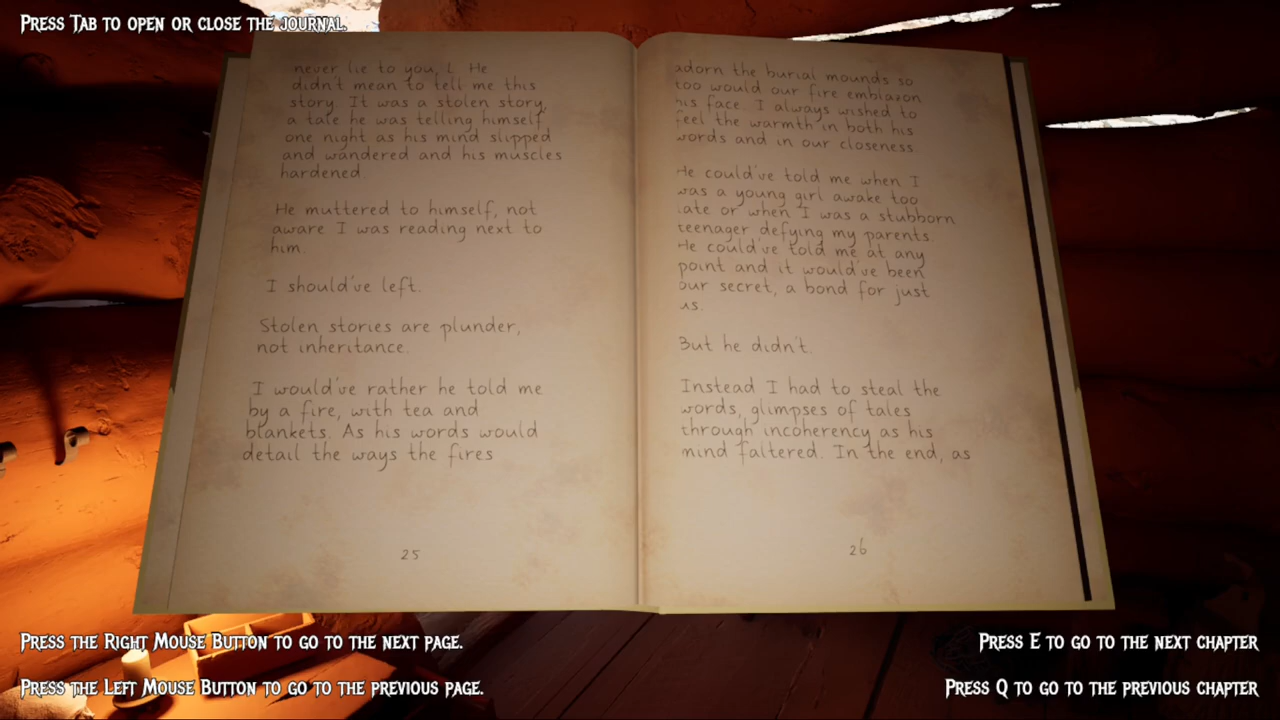 PRESS TAB TO OPEN OR CLOSE THE JOURNAL.
never lie to you, L. He
didn't mean to tell me this
story. It was a stolen story,
a tale he was telling himself
one night as his mind slipped
and wandered and his muscles
hardened.
He muttered to himself, not
aware I was reading next to
him.
I should've left.
Stolen stories are plunder,
not inheritance.
I would've rather he told me
by a fire, with tea and
blankets. As his words would
detail the ways the fires
25
adorn the burial mounds so
too would our fire emblazon
his face. I always wished to
feel the warmth in both his
words and in our closeness
He could've told me when I
was a young girl awake too
late or when I was a stubborn
teenager defying my parents.
He could've told me at any
point and it would've been
our secret, a bond for just
us.
But he didn't.
Instead I had to steal the
words, glimpses of tales
through incoherency as his
mind faltered. In the end, as
26
PRESS THE RIGHT MOUSE BUTTON TO GO TO THE NEXT PAGE.
PRESS THE LEFT MOUSE BUTTON TO GO TO THE PREVIOUS PAGE.
PRESS E TO GO TO THE NEXT CHAPTER
PRESS Q TO GO TO THE PREVIOUS CHAPTER